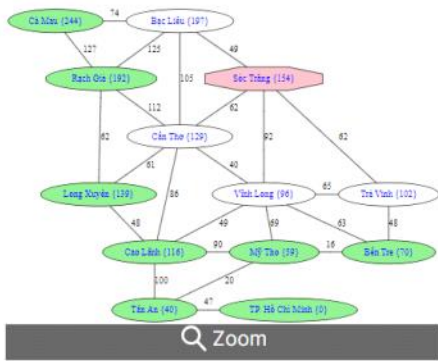 74
Cà Mau {244}
Bạc Liêu {197}
127
125
49
Rạch Giá {192}
105
Sóc Trăng {154}
112
62
Cần Thơ {129}
62
61
40
92
62
Long Xuyên {139}
86
Vĩnh Long {96}
65
Trà Vinh {102}
48
49
69
63
48
Cao Lãnh {116}
90
Mỹ Tho {59}
16
Bến Tre {70}
100
20
Tân An {40}
47
TP. Hồ Chí Minh {0}
Zoom